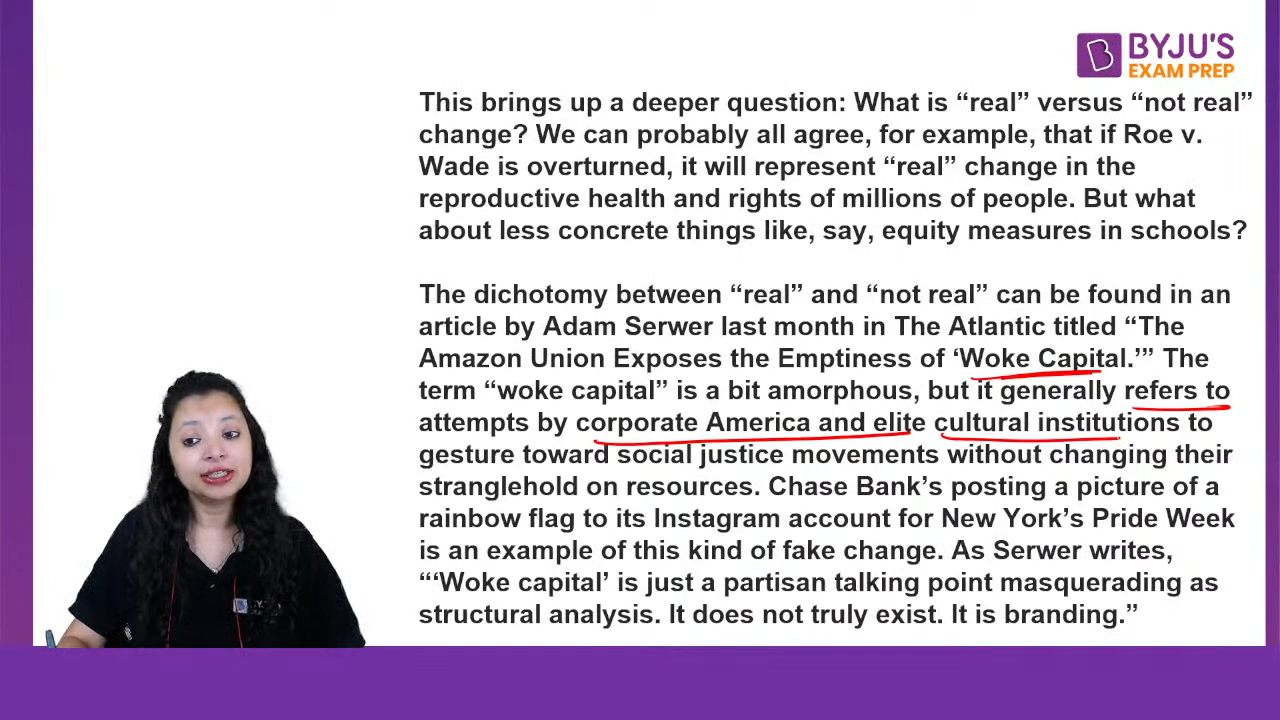 BYJU'S
EXAM PREP
This brings up a deeper question: What is “real” versus “not real”
change? We can probably all agree, for example, that if Roe v.
Wade is overturned, it will represent “real” change in the
reproductive health and rights of millions of people. But what
about less concrete things like, say, equity measures in schools?
The dichotomy between “real” and “not real” can be found in an
article by Adam Serwer last month in The Atlantic titled “The
Amazon Union Exposes the Emptiness of ‘Woke Capital.’” The
term “woke capital” is a bit amorphous, but it generally refers to
attempts by corporate America and elite cultural institutions to
gesture toward social justice movements without changing their
stranglehold on resources. Chase Bank’s posting a picture of a
rainbow flag to its Instagram account for New York’s Pride Week
is an example of this kind of fake change. As Serwer writes,
“‘Woke capital’ is just a partisan talking point masquerading as
structural analysis. It does not truly exist. It is branding.”
BYJU'S